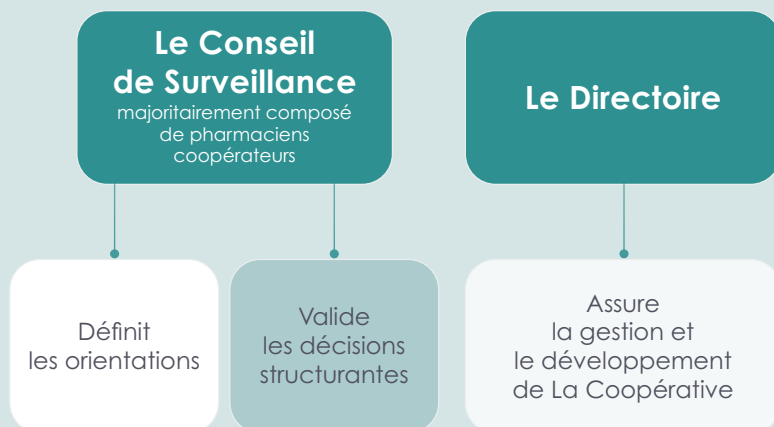 Le Conseil
de Surveillance
majoritairement composé
de pharmaciens
coopérateurs
Le Directoire
Définit
les orientations
Valide
les décisions
structurantes
Assure
la gestion et
le développement
de La Coopérative